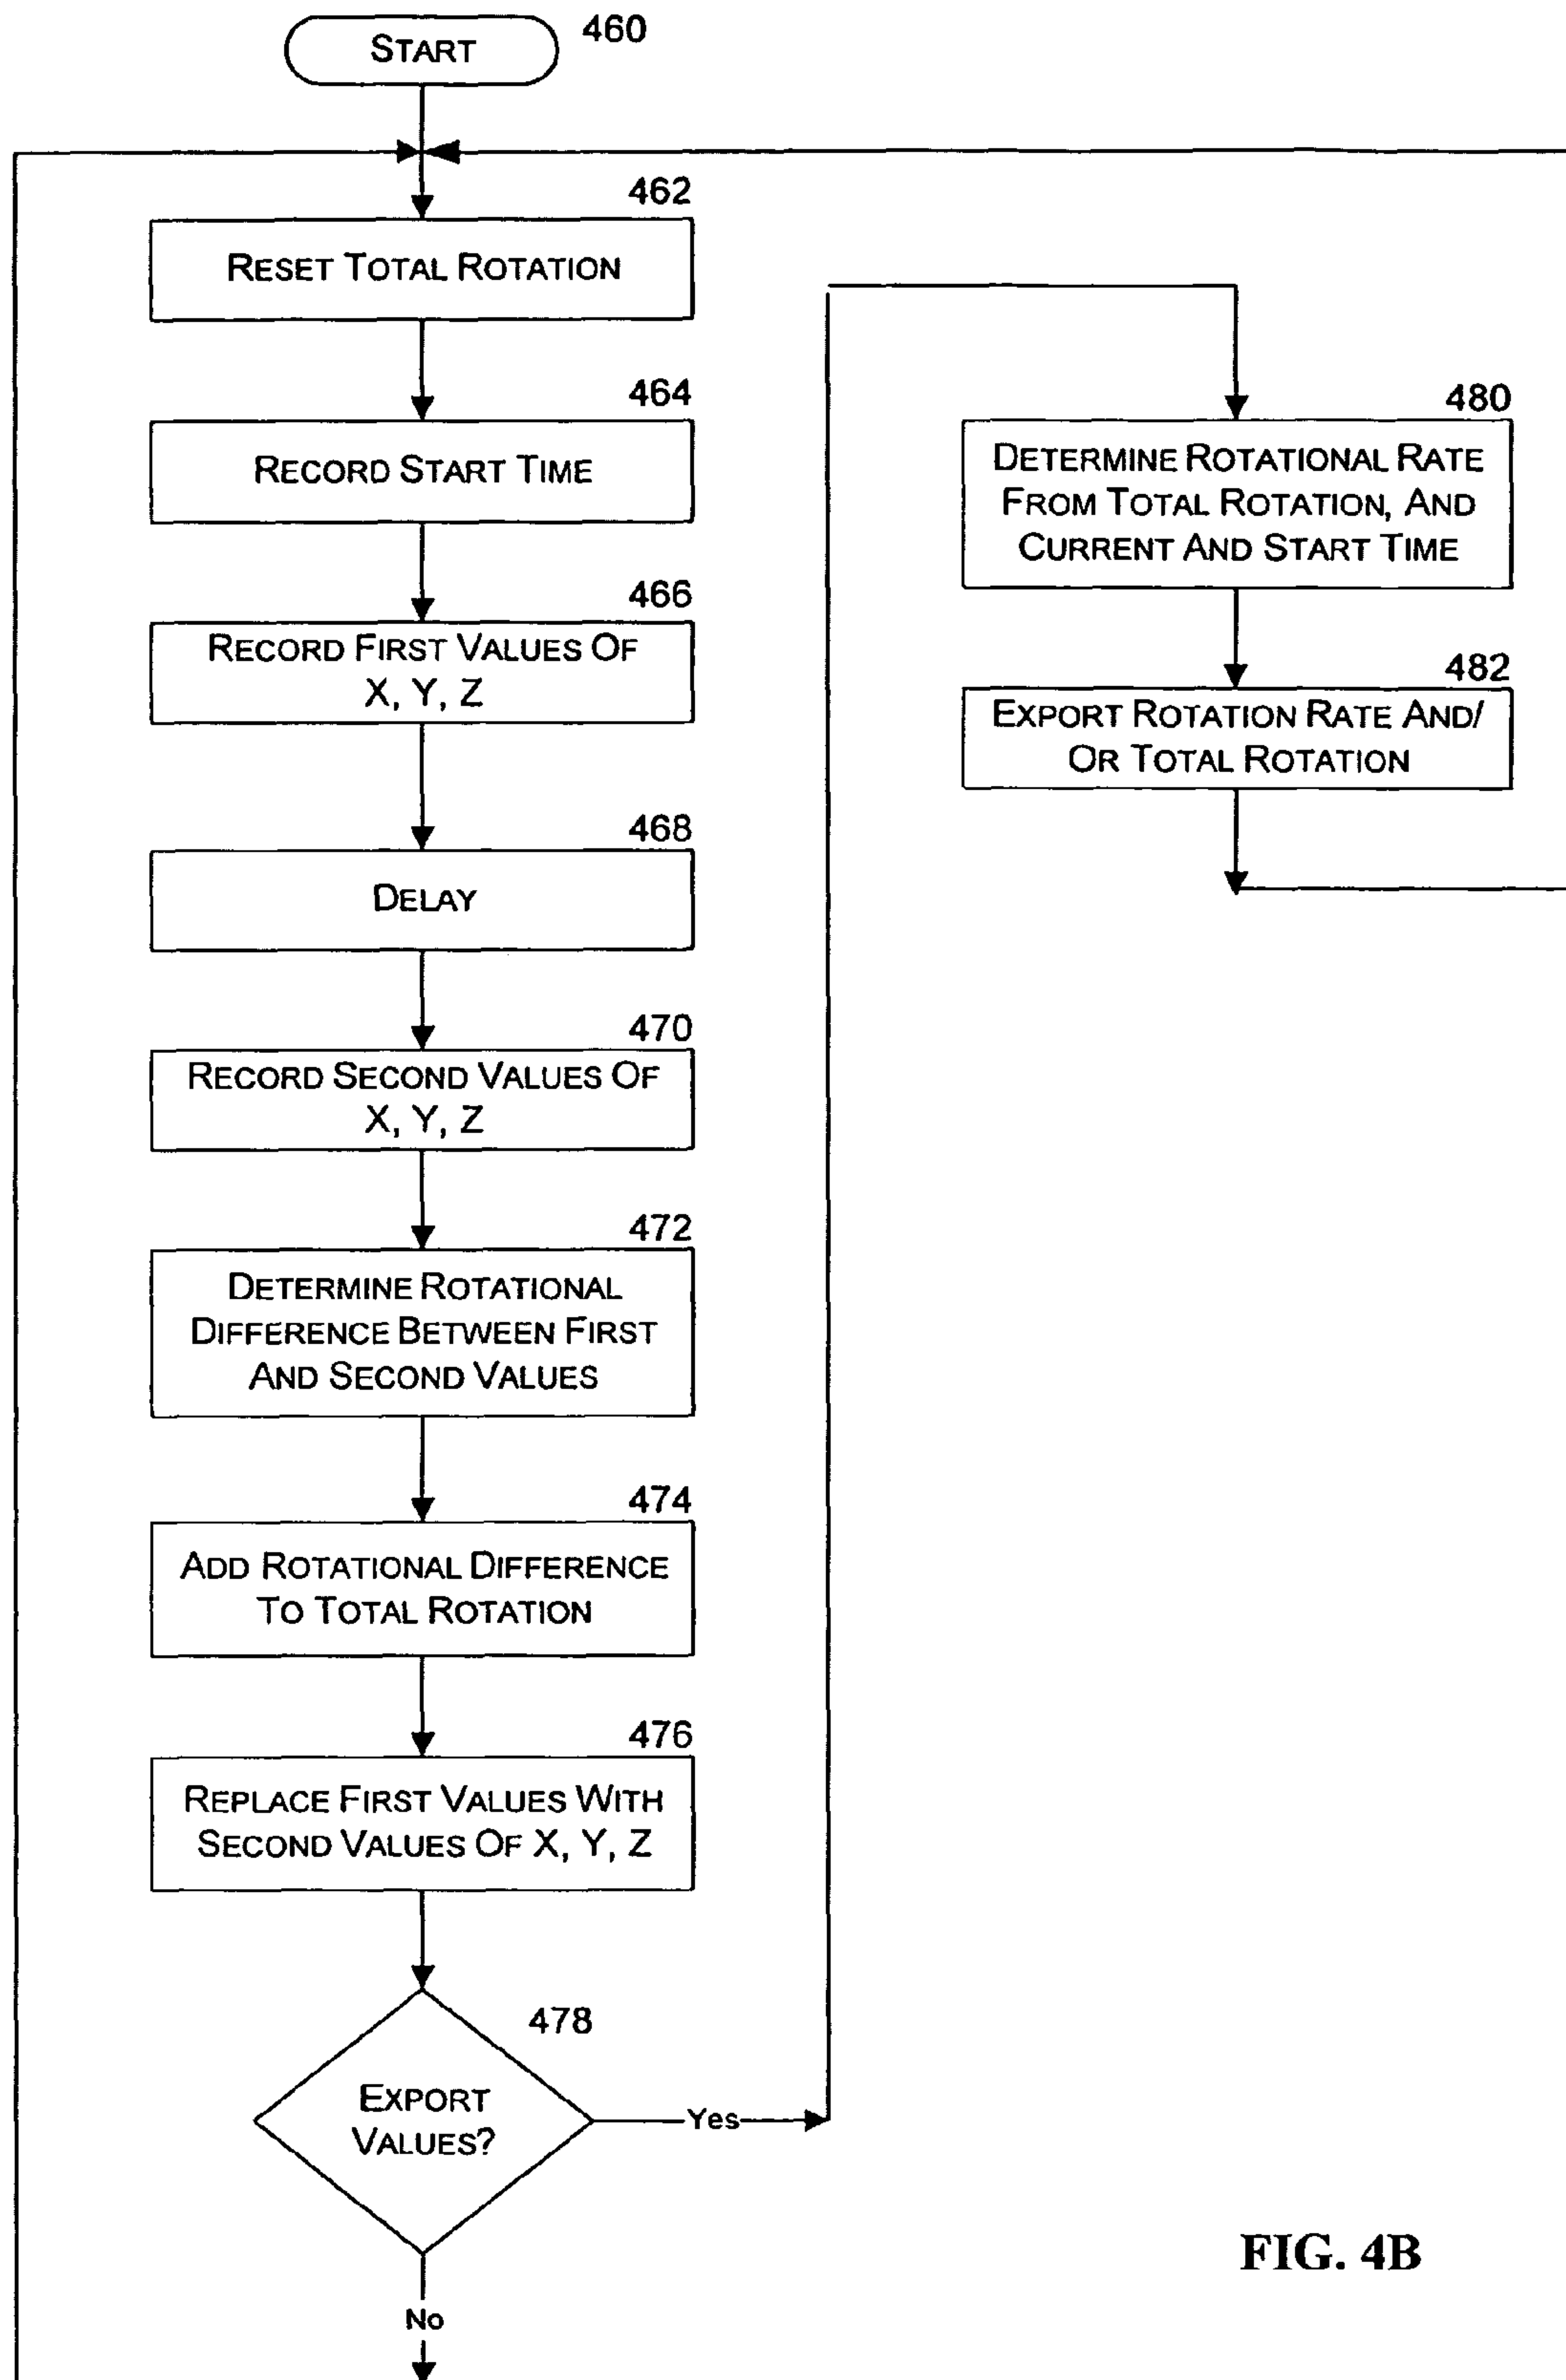 START
460
462
RESET TOTAL ROTATION
464
RECORD START TIME
466
RECORD FIRST VALUES OF
X, Y, Z
468
DELAY
470
RECORD SECOND VALUES OF
X, Y, Z
472
DETERMINE ROTATIONAL
DIFFERENCE BETWEEN FIRST
AND SECOND VALUES
474
ADD ROTATIONAL DIFFERENCE
TO TOTAL ROTATION
476
REPLACE FIRST VALUES WITH
SECOND VALUES OF X, Y, Z
478
EXPORT
VALUES?
Yes
No
480
DETERMINE ROTATIONAL RATE
FROM TOTAL ROTATION, AND
CURRENT AND START TIME
482
EXPORT ROTATION RATE AND/
OR TOTAL ROTATION
FIG. 4B